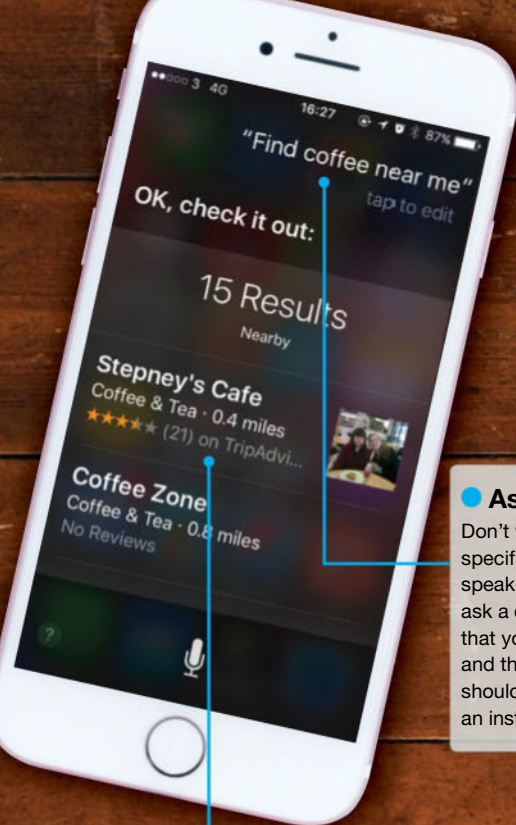 3 4G 16:27 87%
"Find coffee near me"
tap to edit
OK, check it out:
15 Results
Nearby
Stepney's Cafe
Coffee & Tea · 0.4 miles
(21) on TripAdvi...
Coffee Zone
Coffee & Tea · 0.8 miles
No Reviews
?
As
Don't
specif
speak
ask a
that yo
and th
should
an inst